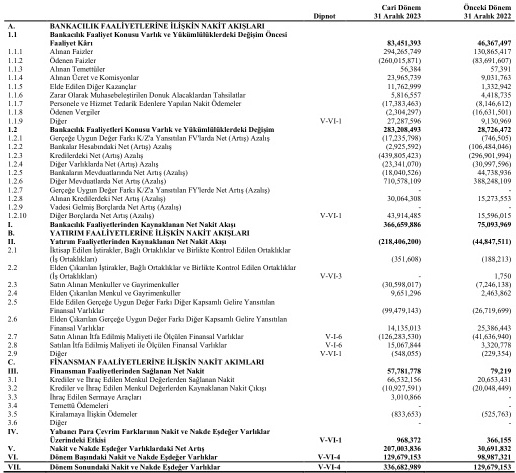 Cari Dönem Önceki Dönem
Dipnot 31 Aralık 2023 31 Aralık 2022
A. BANKACILIK FAALİYETLERİNE İLİŞKİN NAKİT AKIŞLARI
1.1 Bankacılık Faaliyet Konusu Varlık ve Yükümlülüklerdeki Değişim Öncesi
Faaliyet Kârı 83,451,393 46,367,497
1.1.1 Alınan Faizler 294,265,749 130,865,417
1.1.2 Ödenen Faizler (260,015,871) (83,691,607)
1.1.3 Alınan Temettüler 56,384 57,391
1.1.4 Alınan Ücret ve Komisyonlar 23,965,739 9,031,763
1.1.5 Elde Edilen Diğer Kazançlar 11,762,999 1,332,942
1.1.6 Zarar Olarak Muhasebeleştirilen Donuk Alacaklardan Tahsilatlar 5,816,557 4,418,735
1.1.7 Personele ve Hizmet Tedarik Edenlere Yapılan Nakit Ödemeler (17,383,463) (8,146,612)
1.1.8 Ödenen Vergiler (2,304,297) (16,631,501)
1.1.9 Diğer V-VI-1 27,287,596 9,130,969
1.2 Bankacılık Faaliyetleri Konusu Varlık ve Yükümlülüklerdeki Değişim 283,208,493 28,726,472
1.2.1 Gerçeğe Uygun Değer Farkı K/Z'a Yansıtılan FV'larda Net (Artış) Azalış (17,235,798) (746,505)
1.2.2 Bankalar Hesabındaki Net (Artış) Azalış (2,925,592) (106,484,046)
1.2.3 Kredilerdeki Net (Artış) Azalış (439,805,423) (296,901,994)
1.2.4 Diğer Varlıklarda Net (Artış) Azalış (23,341,070) (30,997,596)
1.2.5 Bankaların Mevduatlarında Net Artış (Azalış) (18,040,526) 44,738,936
1.2.6 Diğer Mevduatlarda Net Artış (Azalış) 710,578,109 388,248,109
1.2.7 Gerçeğe Uygun Değer Farkı K/Z'a Yansıtılan FY'lerde Net Artış (Azalış) - -
1.2.8 Alınan Kredilerdeki Net Artış (Azalış) 30,064,308 15,273,553
1.2.9 Vadesi Gelmiş Borçlarda Net Artış (Azalış) - -
1.2.10 Diğer Borçlarda Net Artış (Azalış) V-VI-1 43,914,485 15,596,015
I. Bankacılık Faaliyetlerinden Kaynaklanan Net Nakit Akışı 366,659,886 75,093,969
B. YATIRIM FAALİYETLERİNE İLİŞKİN NAKİT AKIŞLARI
II. Yatırım Faaliyetlerinden Kaynaklanan Net Nakit Akışı (218,406,200) (44,847,511)
2.1 İktisap Edilen İştirakler, Bağlı Ortaklıklar ve Birlikte Kontrol Edilen Ortaklıklar
(İş Ortaklıkları) (351,608) (188,213)
2.2 Elden Çıkarılan İştirakler, Bağlı Ortaklıklar ve Birlikte Kontrol Edilen Ortaklıklar
(İş Ortaklıkları) V-VI-3 - 1,750
2.3 Satın Alınan Menkuller ve Gayrimenkuller (30,598,017) (7,246,138)
2.4 Elden Çıkarılan Menkul ve Gayrimenkuller 9,651,296 2,463,862
2.5 Elde Edilen Gerçeğe Uygun Değer Farkı Diğer Kapsamlı Gelire Yansıtılan
Finansal Varlıklar (99,479,143) (26,719,699)
2.6 Elden Çıkarılan Gerçeğe Uygun Değer Farkı Diğer Kapsamlı Gelire Yansıtılan
Finansal Varlıklar 14,135,013 25,386,443
2.7 Satın Alınan İtfa Edilmiş Maliyeti ile Ölçülen Finansal Varlıklar V-I-6 (126,283,530) (41,636,940)
2.8 Satılan İtfa Edilmiş Maliyeti ile Ölçülen Finansal Varlıklar V-I-6 15,067,844 3,320,778
2.9 Diğer V-VI-1 (548,055) (229,354)
C. FİNANSMAN FAALİYETLERİNE İLİŞKİN NAKİT AKIMLARI
III. Finansman Faaliyetlerinden Sağlanan Net Nakit 57,781,778 79,219
3.1 Krediler ve İhraç Edilen Menkul Değerlerden Sağlanan Nakit 66,532,156 20,653,431
3.2 Krediler ve İhraç Edilen Menkul Değerlerden Kaynaklanan Nakit Çıkışı (10,927,591) (20,048,449)
3.3 İhraç Edilen Sermaye Araçları 3,010,866 -
3.4 Temettü Ödemeleri - -
3.5 Kiralamaya İlişkin Ödemeler (833,653) (525,763)
3.6 Diğer - -
IV. Yabancı Para Çevrim Farklarının Nakit ve Nakde Eşdeğer Varlıklar
Üzerindeki Etkisi V-VI-1 968,372 366,155
V. Nakit ve Nakde Eşdeğer Varlıklardaki Net Artış 207,003,836 30,691,832
VI. Dönem Başındaki Nakit ve Nakde Eşdeğer Varlıklar V-VI-4 129,679,153 98,987,321
VII. Dönem Sonundaki Nakit ve Nakde Eşdeğer Varlıklar V-VI-4 336,682,989 129,679,153